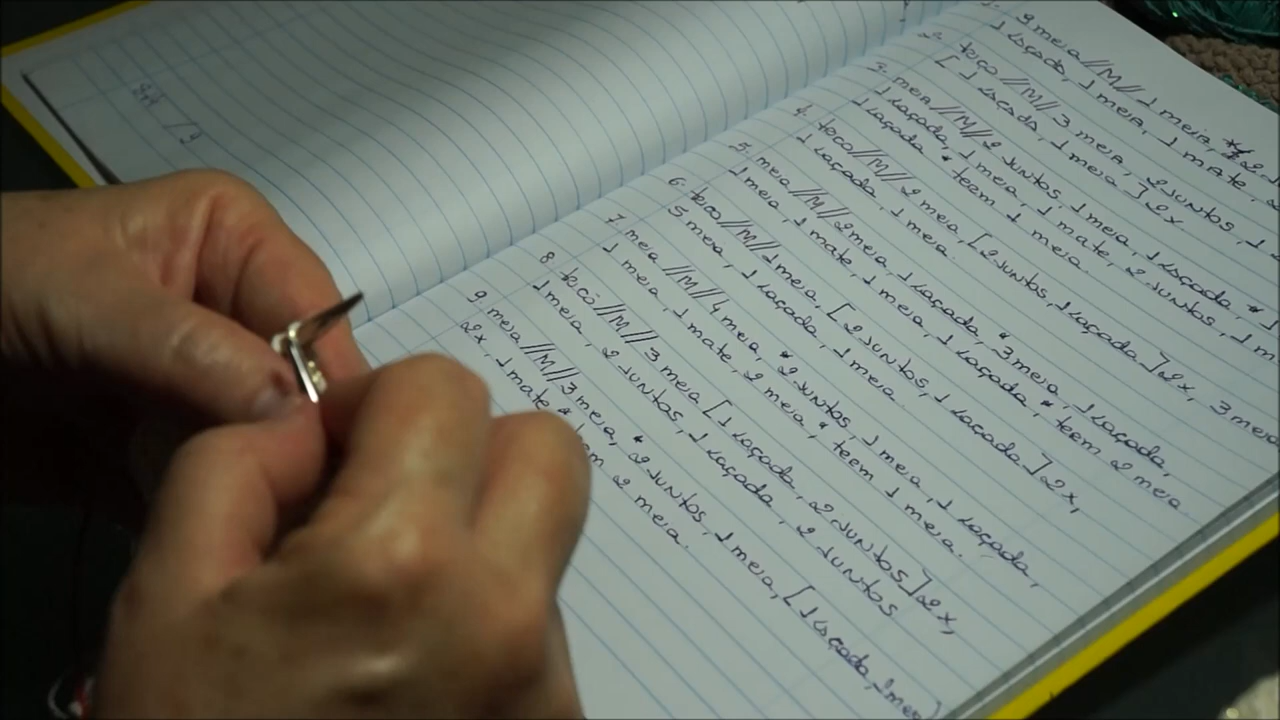 1. 9 meia //M// 1 meia, * 2
1 laçada, 1 meia, 1 mate,
2. tecô //M// 3 meia, 2 juntos, 1
[1 laçada, 1 meia.] 2x
3. meia //M// 2 juntos, 1 meia, 1 laçada, * 1
1 laçada, 1 meia, 1 mate, 2 juntos, 1 m
1 laçada * teem 1 meia.
4. tecô //M// 2 meia, [2 juntos, 1 laçada] 2x, 3 meia
1 laçada, 1 meia.
5. meia //M// 2 meia, 1 laçada, * 3 meia, 1 laçada,
1 meia, 1 mate, 1 meia, 1 laçada, * teem 2 meia
6. tecô //M// 1 meia, [2 juntos, 1 laçada] 2x,
5 meia, 1 laçada, 1 meia.
7 meia //M// 4 meia, * 2 juntos, 1 meia, 1 laçada,
1 meia, 1 mate, 2 meia, * teem 1 meia.
8 tecô //M// 3 meia [1 laçada, 2 juntos] 2x,
1 meia, 2 juntos, 1 laçada, 2 juntos
9 meia //M// 3 meia, * 2 juntos, 1 meia, [1 laçada, 1 meia]
2x, 1 mate * 2 meia.